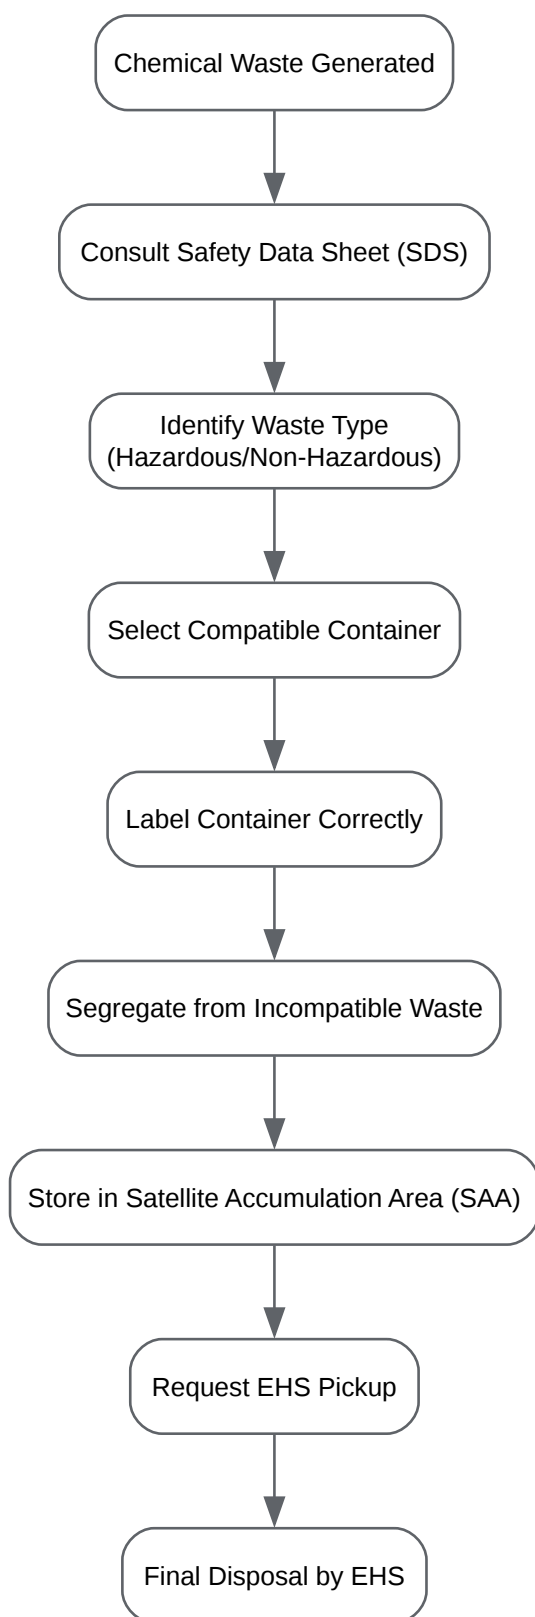 Chemical Waste Generated
Consult Safety Data Sheet (SDS)
Identify Waste Type
(Hazardous/Non-Hazardous)
Select Compatible Container
Label Container Correctly
Segregate from Incompatible Waste
Store in Satellite Accumulation Area (SAA)
Request EHS Pickup
Final Disposal by EHS